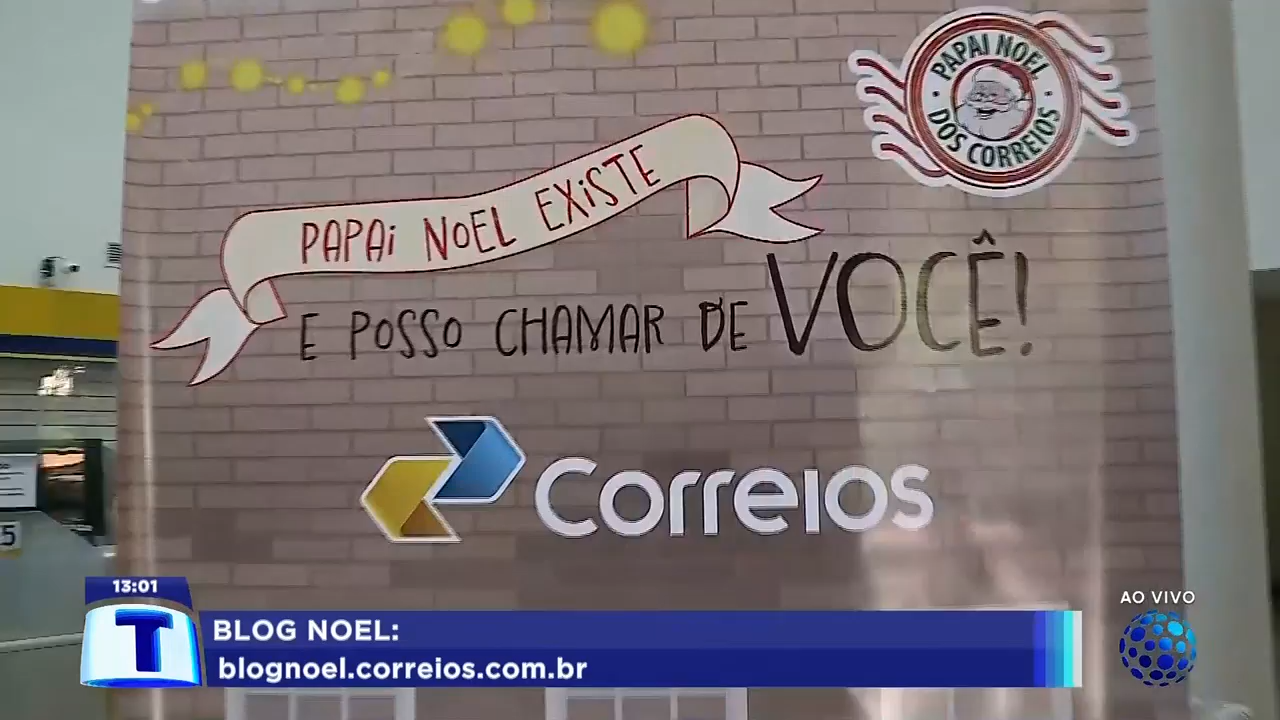 PAPAI NOEL
DOS CORREIOS
PAPAi NOEL EXiSTE
E POSSO CHAMAR DE VOCÊ!
Correios
5
13:01
T
BLOG NOEL:
blognoel.correios.com.br
AO VIVO